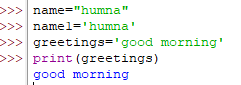 >>> name="humna"
>>> name1='humna'
>>> greetings='good morning'
>>> print(greetings)
good morning